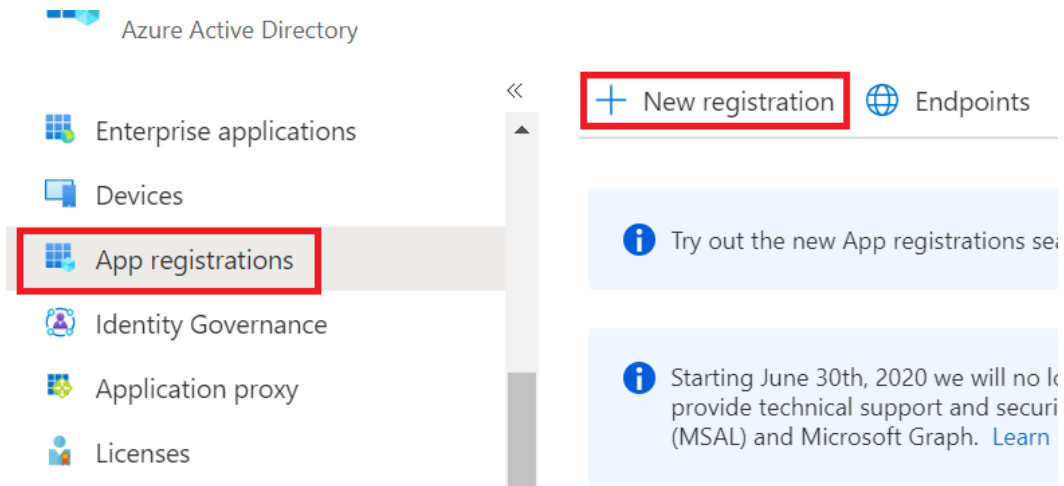 Azure Active Directory
Enterprise applications
Devices
App registrations
Identity Governance
Application proxy
Licenses
New registration Endpoints
Try out the new App registrations
Starting June 30th, 2020 we will no
provide technical support and
(MSAL) and Microsoft Graph. Learn